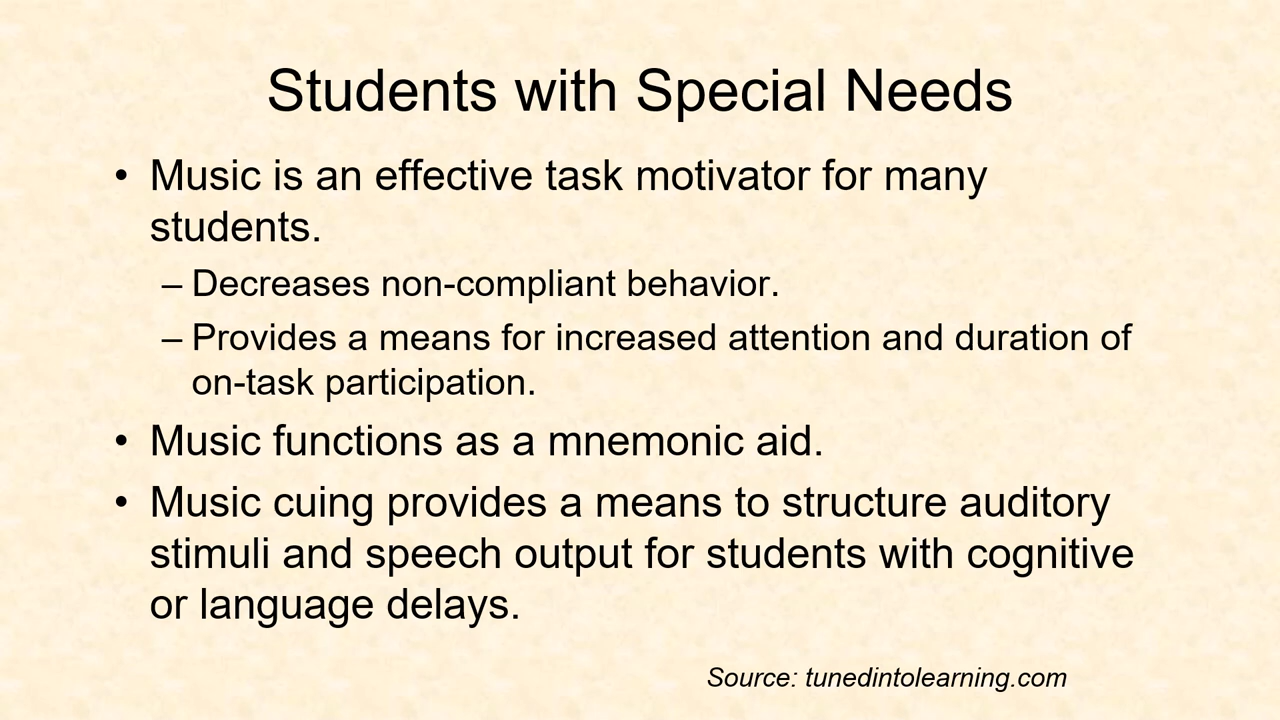 Students with Special Needs
• Music is an effective task motivator for many
students.
– Decreases non-compliant behavior.
– Provides a means for increased attention and duration of
on-task participation.
• Music functions as a mnemonic aid.
• Music cuing provides a means to structure auditory
stimuli and speech output for students with cognitive
or language delays.
Source: tunedintolearning.com